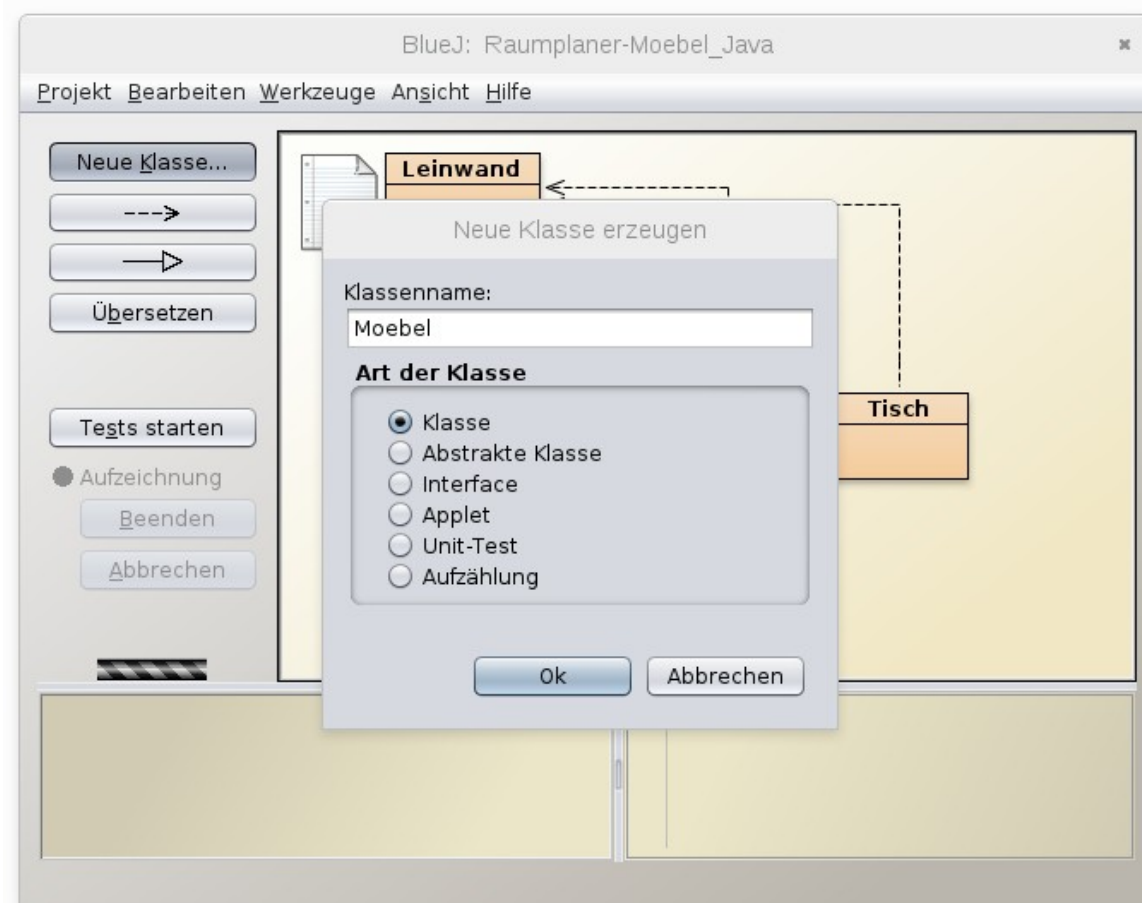 BlueJ: Raumplaner-Moebel_Java
Projekt Bearbeiten Werkzeuge Ansicht Hilfe
Neue Klasse...
Übersetzen
Tests starten
Aufzeichnung
Beenden
Abbrechen
Leinwand
Tisch
Neue Klasse erzeugen
Klassenname:
Moebel
Art der Klasse
Klasse
Abstrakte Klasse
Interface
Applet
Unit-Test
Aufzählung
Ok
Abbrechen